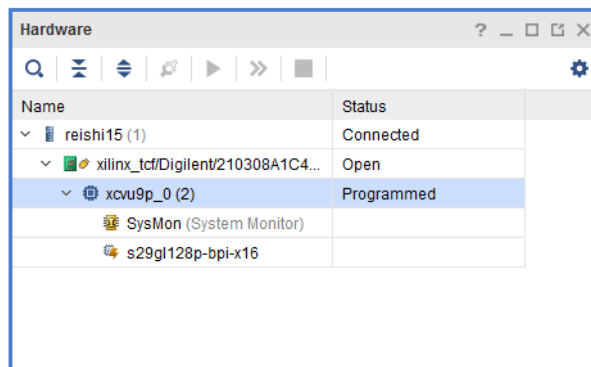 Hardware
Name Status
reishi15 (1) Connected
xilinx_tcf/Digilent/210308A1C4... Open
xcvu9p_0 (2) Programmed
SysMon (System Monitor)
s29gl128p-bpi-x16